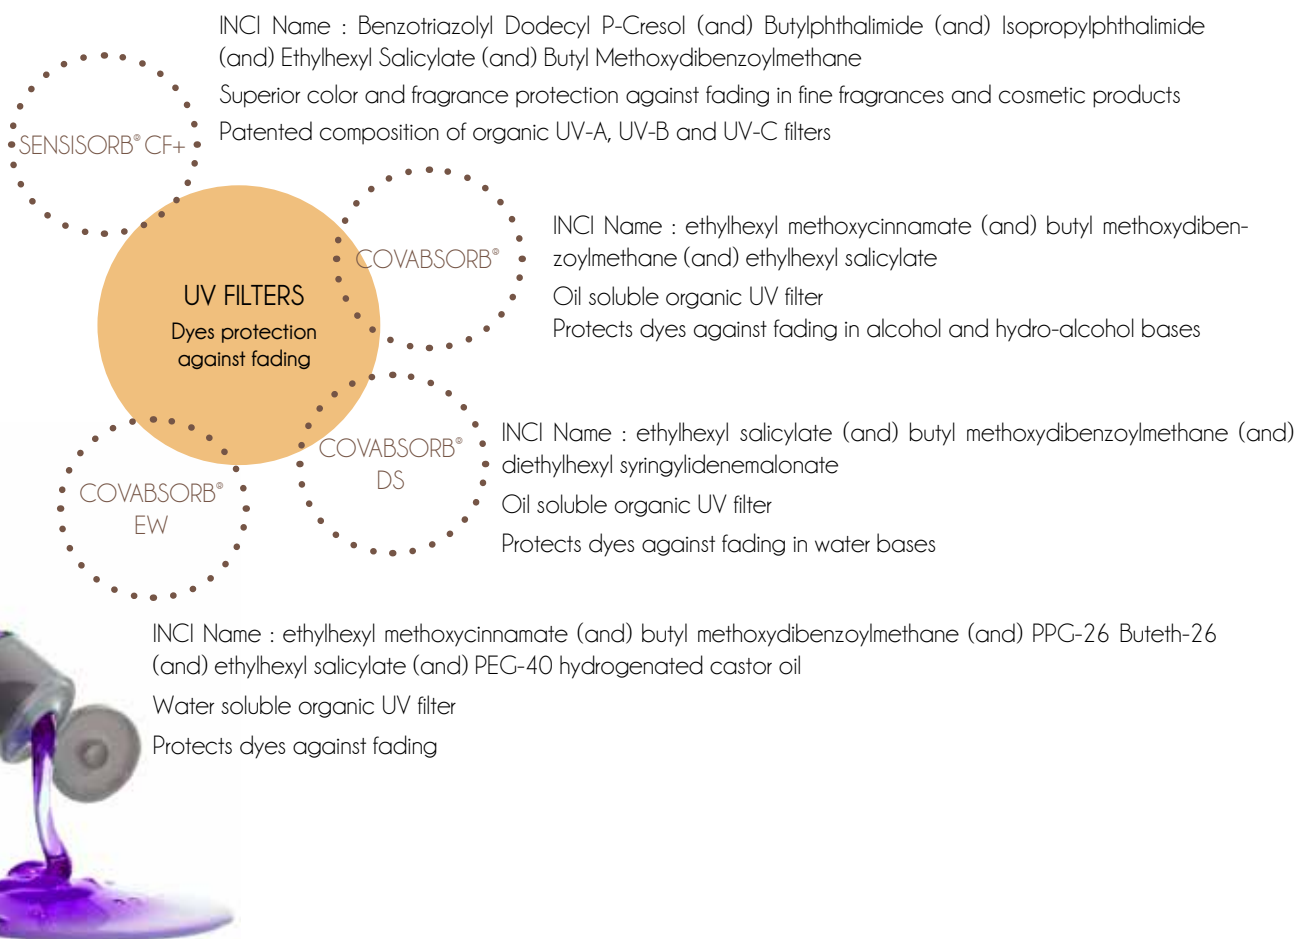 INCI Name : Benzotriazolyl Dodecyl P-Cresol (and) Butylphthalimide (and) Isopropylphthalimide
(and) Ethylhexyl Salicylate (and) Butyl Methoxydibenzoylmethane
Superior color and fragrance protection against fading in fine fragrances and cosmetic products
Patented composition of organic UV-A, UV-B and UV-C filters
SENSISORB® CF+
COVABSORB®
INCI Name : ethylhexyl methoxycinnamate (and) butyl methoxydiben-
zoylmethane (and) ethylhexyl salicylate
Oil soluble organic UV filter
Protects dyes against fading in alcohol and hydro-alcohol bases
UV FILTERS
Dyes protection
against fading
COVABSORB®
DS
INCI Name : ethylhexyl salicylate (and) butyl methoxydibenzoylmethane (and)
diethylhexyl syringylidenemalonate
Oil soluble organic UV filter
Protects dyes against fading in water bases
COVABSORB®
EW
INCI Name : ethylhexyl methoxycinnamate (and) butyl methoxydibenzoylmethane (and) PPG-26 Buteth-26
(and) ethylhexyl salicylate (and) PEG-40 hydrogenated castor oil
Water soluble organic UV filter
Protects dyes against fading